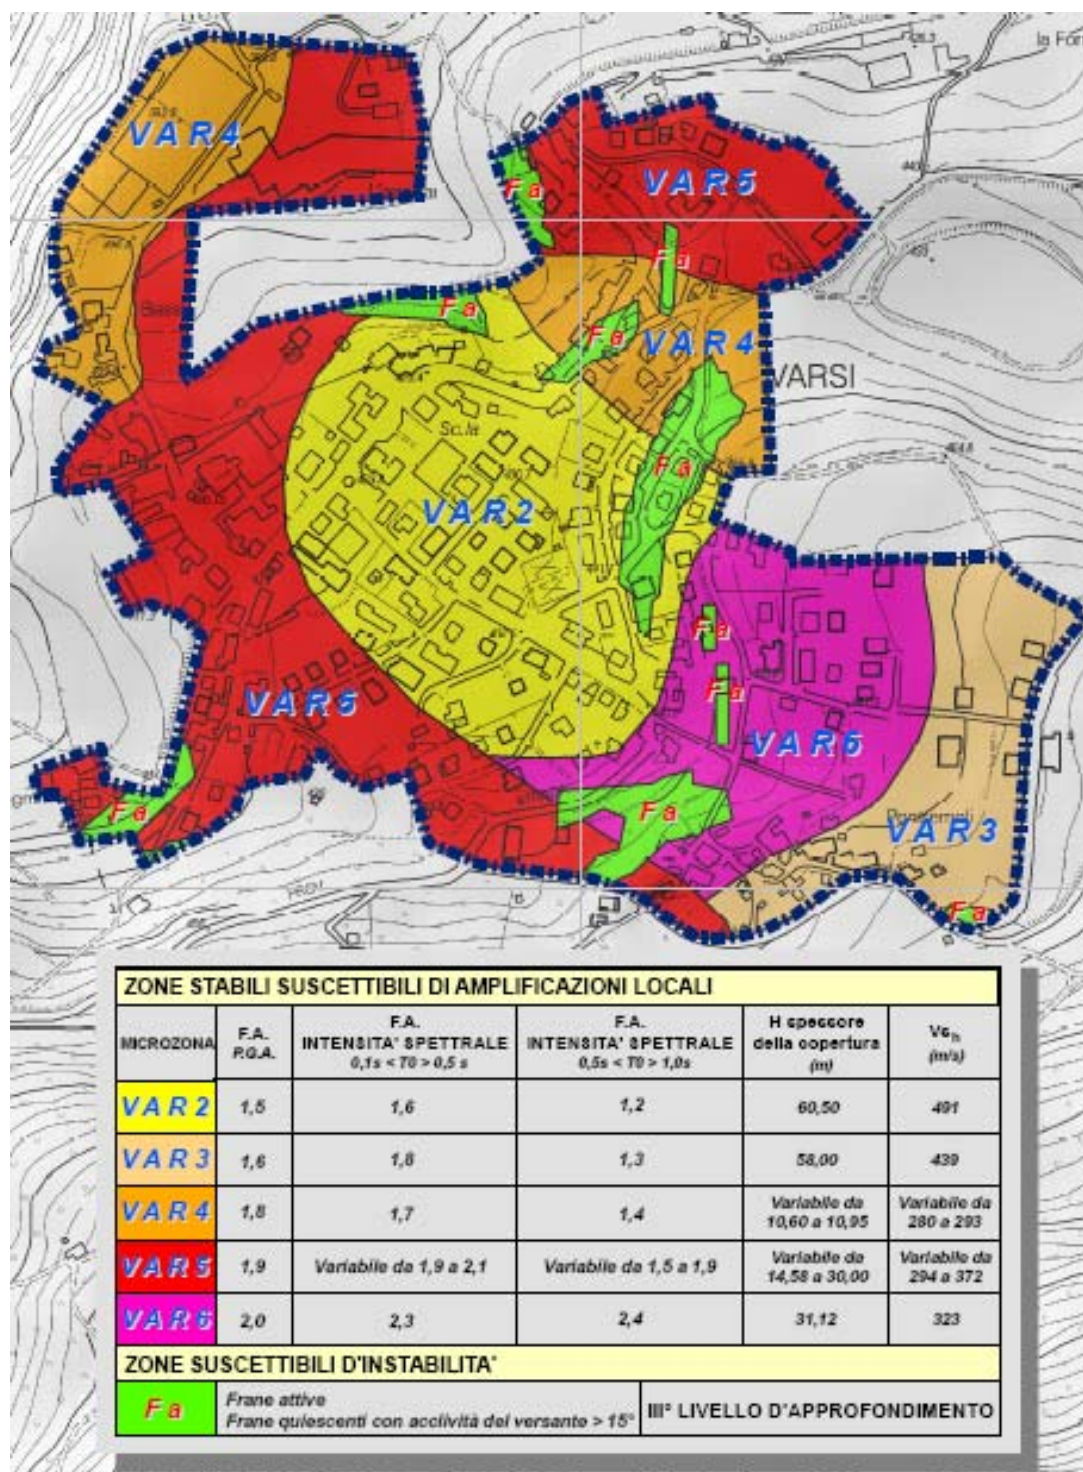 la For
VAR4
VAR5
Fa
Fa
Fa
Fa
VAR4
VARSI
Sc.la
Fa
VAR2
Fa
Fa
VAR5
VAR6
Fa
Fa
VAR3
Fa
PROV
ZONE STABILI SUSCETTIBILI DI AMPLIFICAZIONI LOCALI
MICROZONA F.A. P.G.A. F.A. INTENSITA' SPETTRALE 0,1s < T0 > 0,5 s F.A. INTENSITA' SPETTRALE 0,5s < T0 > 1,0s H spessore della copertura (m) Vsh (m/s)
VAR2 1,5 1,6 1,2 60,50 491
VAR3 1,6 1,8 1,3 58,00 439
VAR4 1,8 1,7 1,4 Variabile da 10,60 a 10,95 Variabile da 280 a 293
VAR5 1,9 Variabile da 1,9 a 2,1 Variabile da 1,5 a 1,9 Variabile da 14,58 a 30,00 Variabile da 294 a 372
VAR6 2,0 2,3 2,4 31,12 323
ZONE SUSCETTIBILI D'INSTABILITA'
Fa Frane attive
Frane quiescenti con acclività del versante > 15° III° LIVELLO D'APPROFONDIMENTO